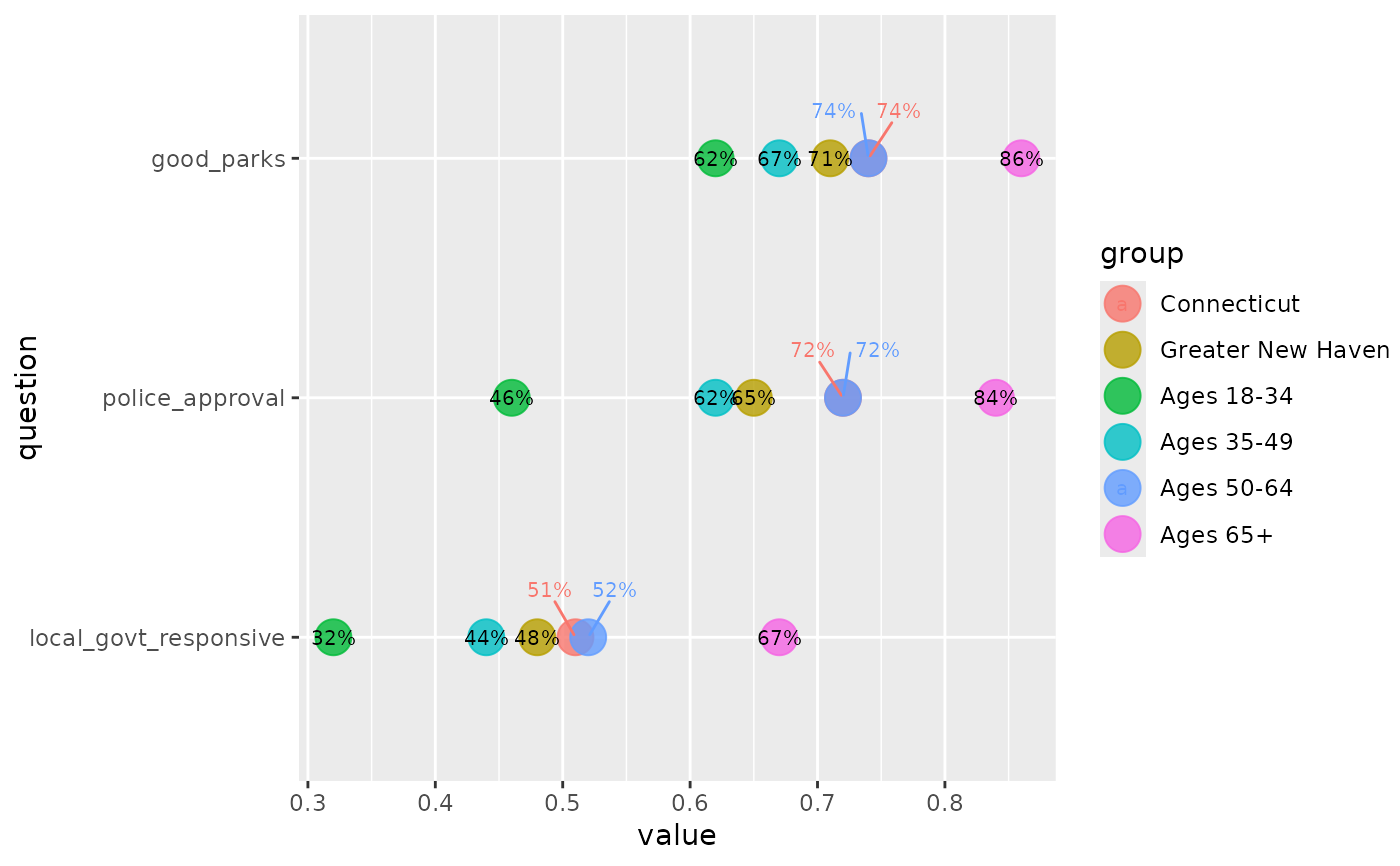 74% 74%
good_parks 62% 67% 71% 86%
72% 72%
police_approval 46% 62% 65% 84%
51% 52%
local_govt_responsive 32% 44% 48% 67%
question
0.3 0.4 0.5 0.6 0.7 0.8
value
group
a Connecticut
Greater New Haven
Ages 18-34
Ages 35-49
a Ages 50-64
Ages 65+